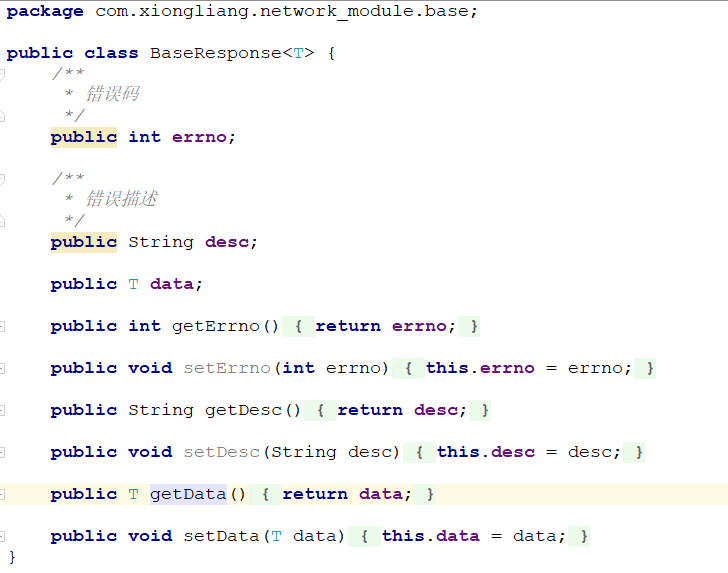 package com.xiongliang.network_module.base;
public class BaseResponse<T> {
/**
* 错误码
*/
public int errno;
/**
* 错误描述
*/
public String desc;
public T data;
public int getErrno() { return errno; }
public void setErrno(int errno) { this.errno = errno; }
public String getDesc() { return desc; }
public void setDesc(String desc) { this.desc = desc; }
public T getData() { return data; }
public void setData(T data) { this.data = data; }
}